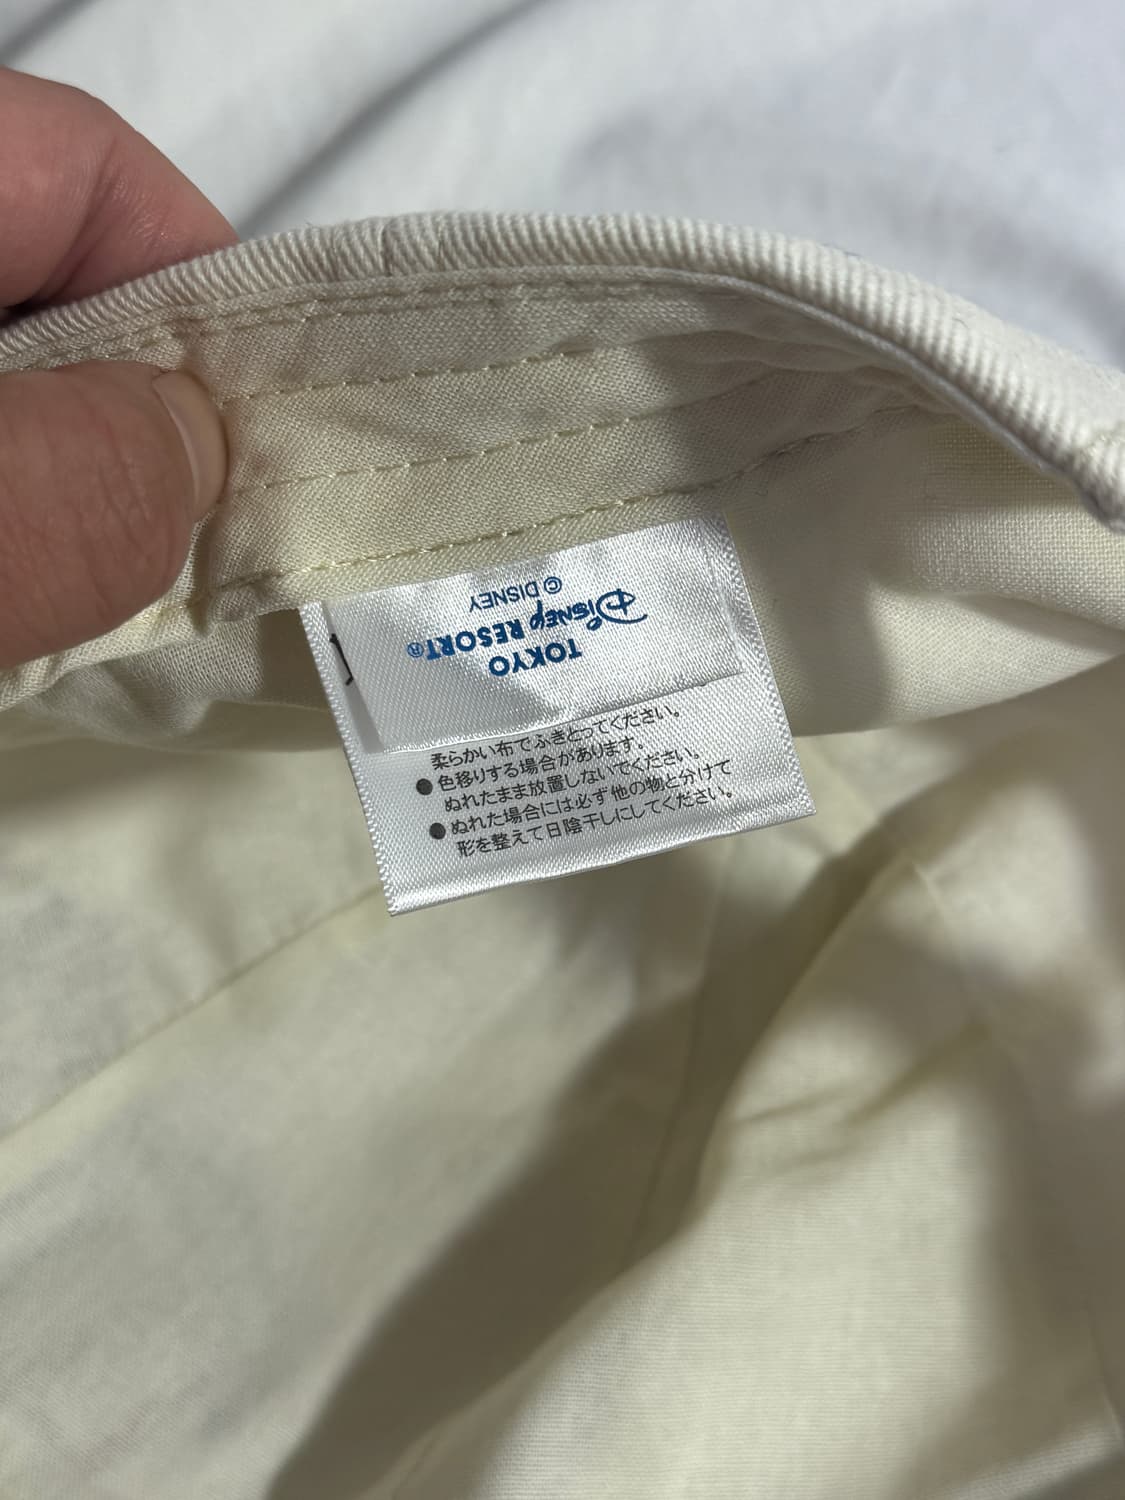 TOKYO
Disney RESORT®
© DISNEY
柔らかい布でふきとってください。
●色移りする場合があります。
ぬれたまま放置しないでください。
●ぬれた場合には必ず他の物と分けて
形を整えて日陰干しにしてください。